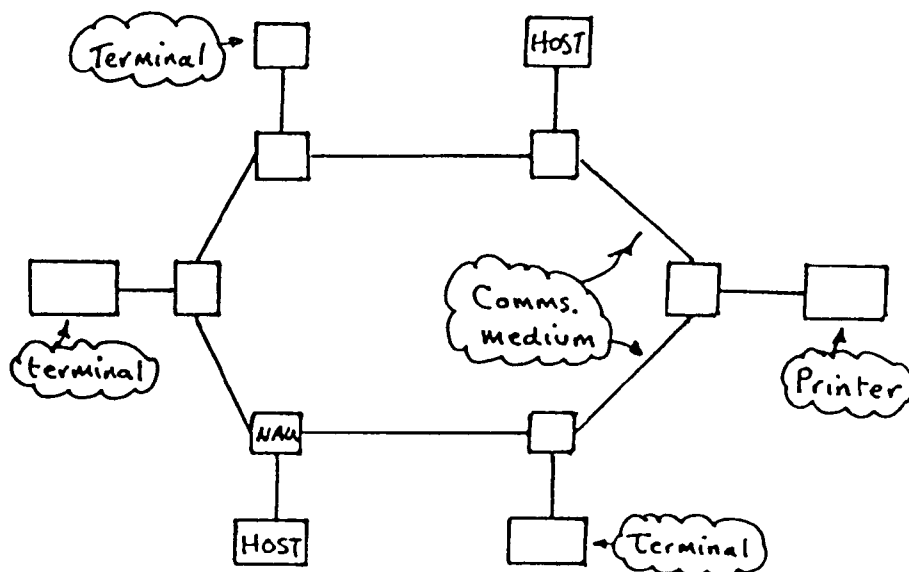 Terminal
HOST
Comms.
medium
terminal
Printer
NAU
HOST
Terminal